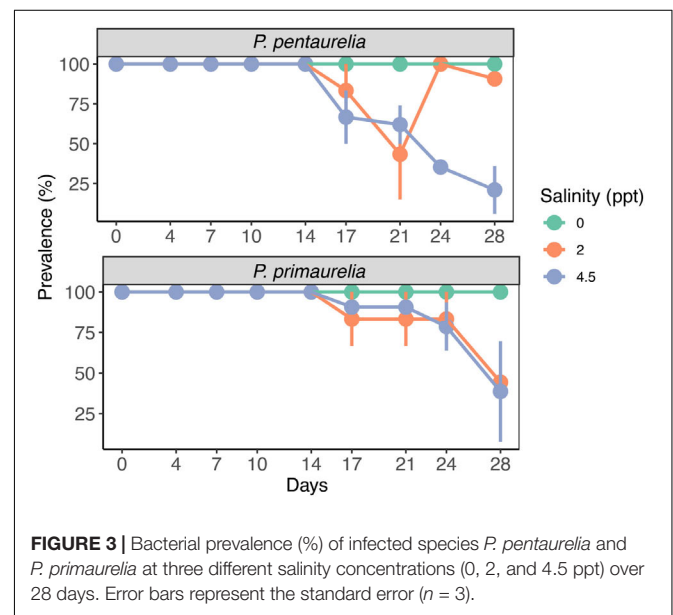 P. pentaurelia
100
75
50
25
0 4 7 10 14 17 21 24 28
Prevalence (%)
P. primaurelia
100
75
50
25
0 4 7 10 14 17 21 24 28
Days
Salinity (ppt)
0
2
4.5
FIGURE 3 | Bacterial prevalence (%) of infected species P. pentaurelia and
P. primaurelia at three different salinity concentrations (0, 2, and 4.5 ppt) over
28 days. Error bars represent the standard error (n = 3).